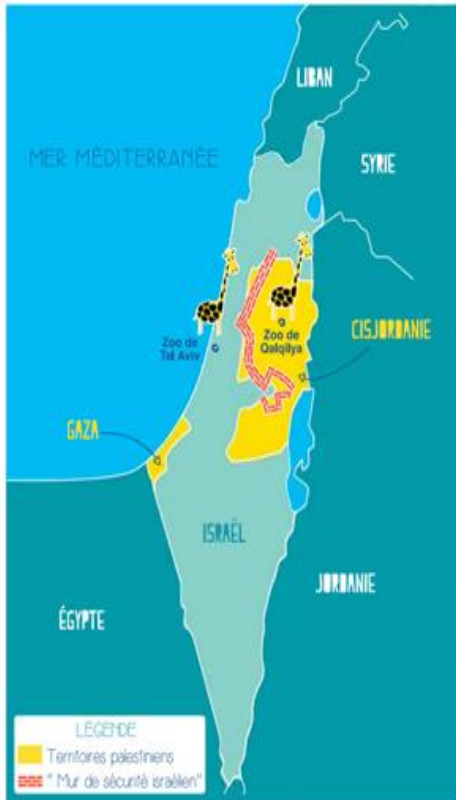 LIBAN
MER MÉDITERRANÉE
SYRIE
Zoo de
Tel Aviv
Zoo de
Qalqilya
CISJORDANIE
GAZA
ISRAËL
JORDANIE
ÉGYPTE
LÉGENDE
Territoires palestiniens
" Mur de sécurité israélien"